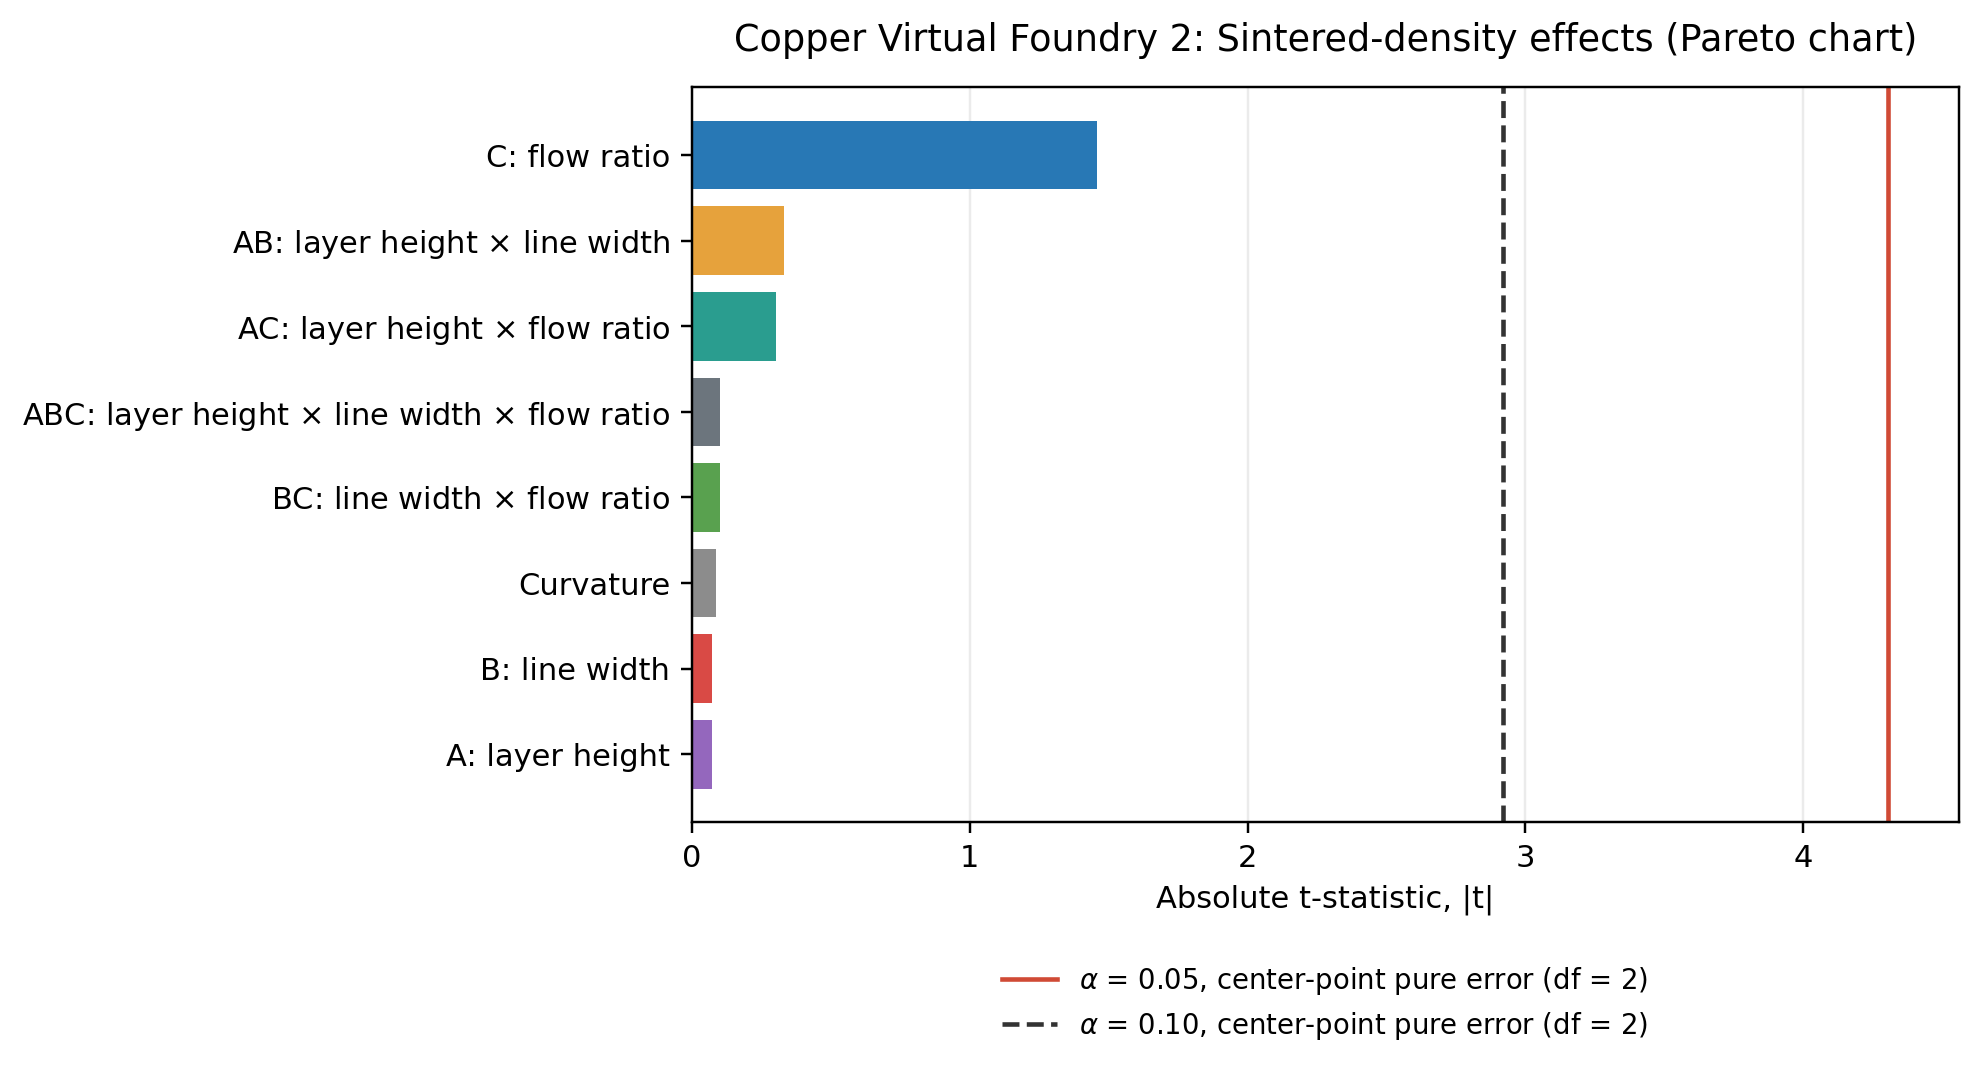 Copper Virtual Foundry 2: Sintered-density effects (Pareto chart)
C: flow ratio
AB: layer height × line width
AC: layer height × flow ratio
ABC: layer height × line width × flow ratio
BC: line width × flow ratio
Curvature
B: line width
A: layer height
0 1 2 3 4
Absolute t-statistic, |t|
α = 0.05, center-point pure error (df = 2)
α = 0.10, center-point pure error (df = 2)